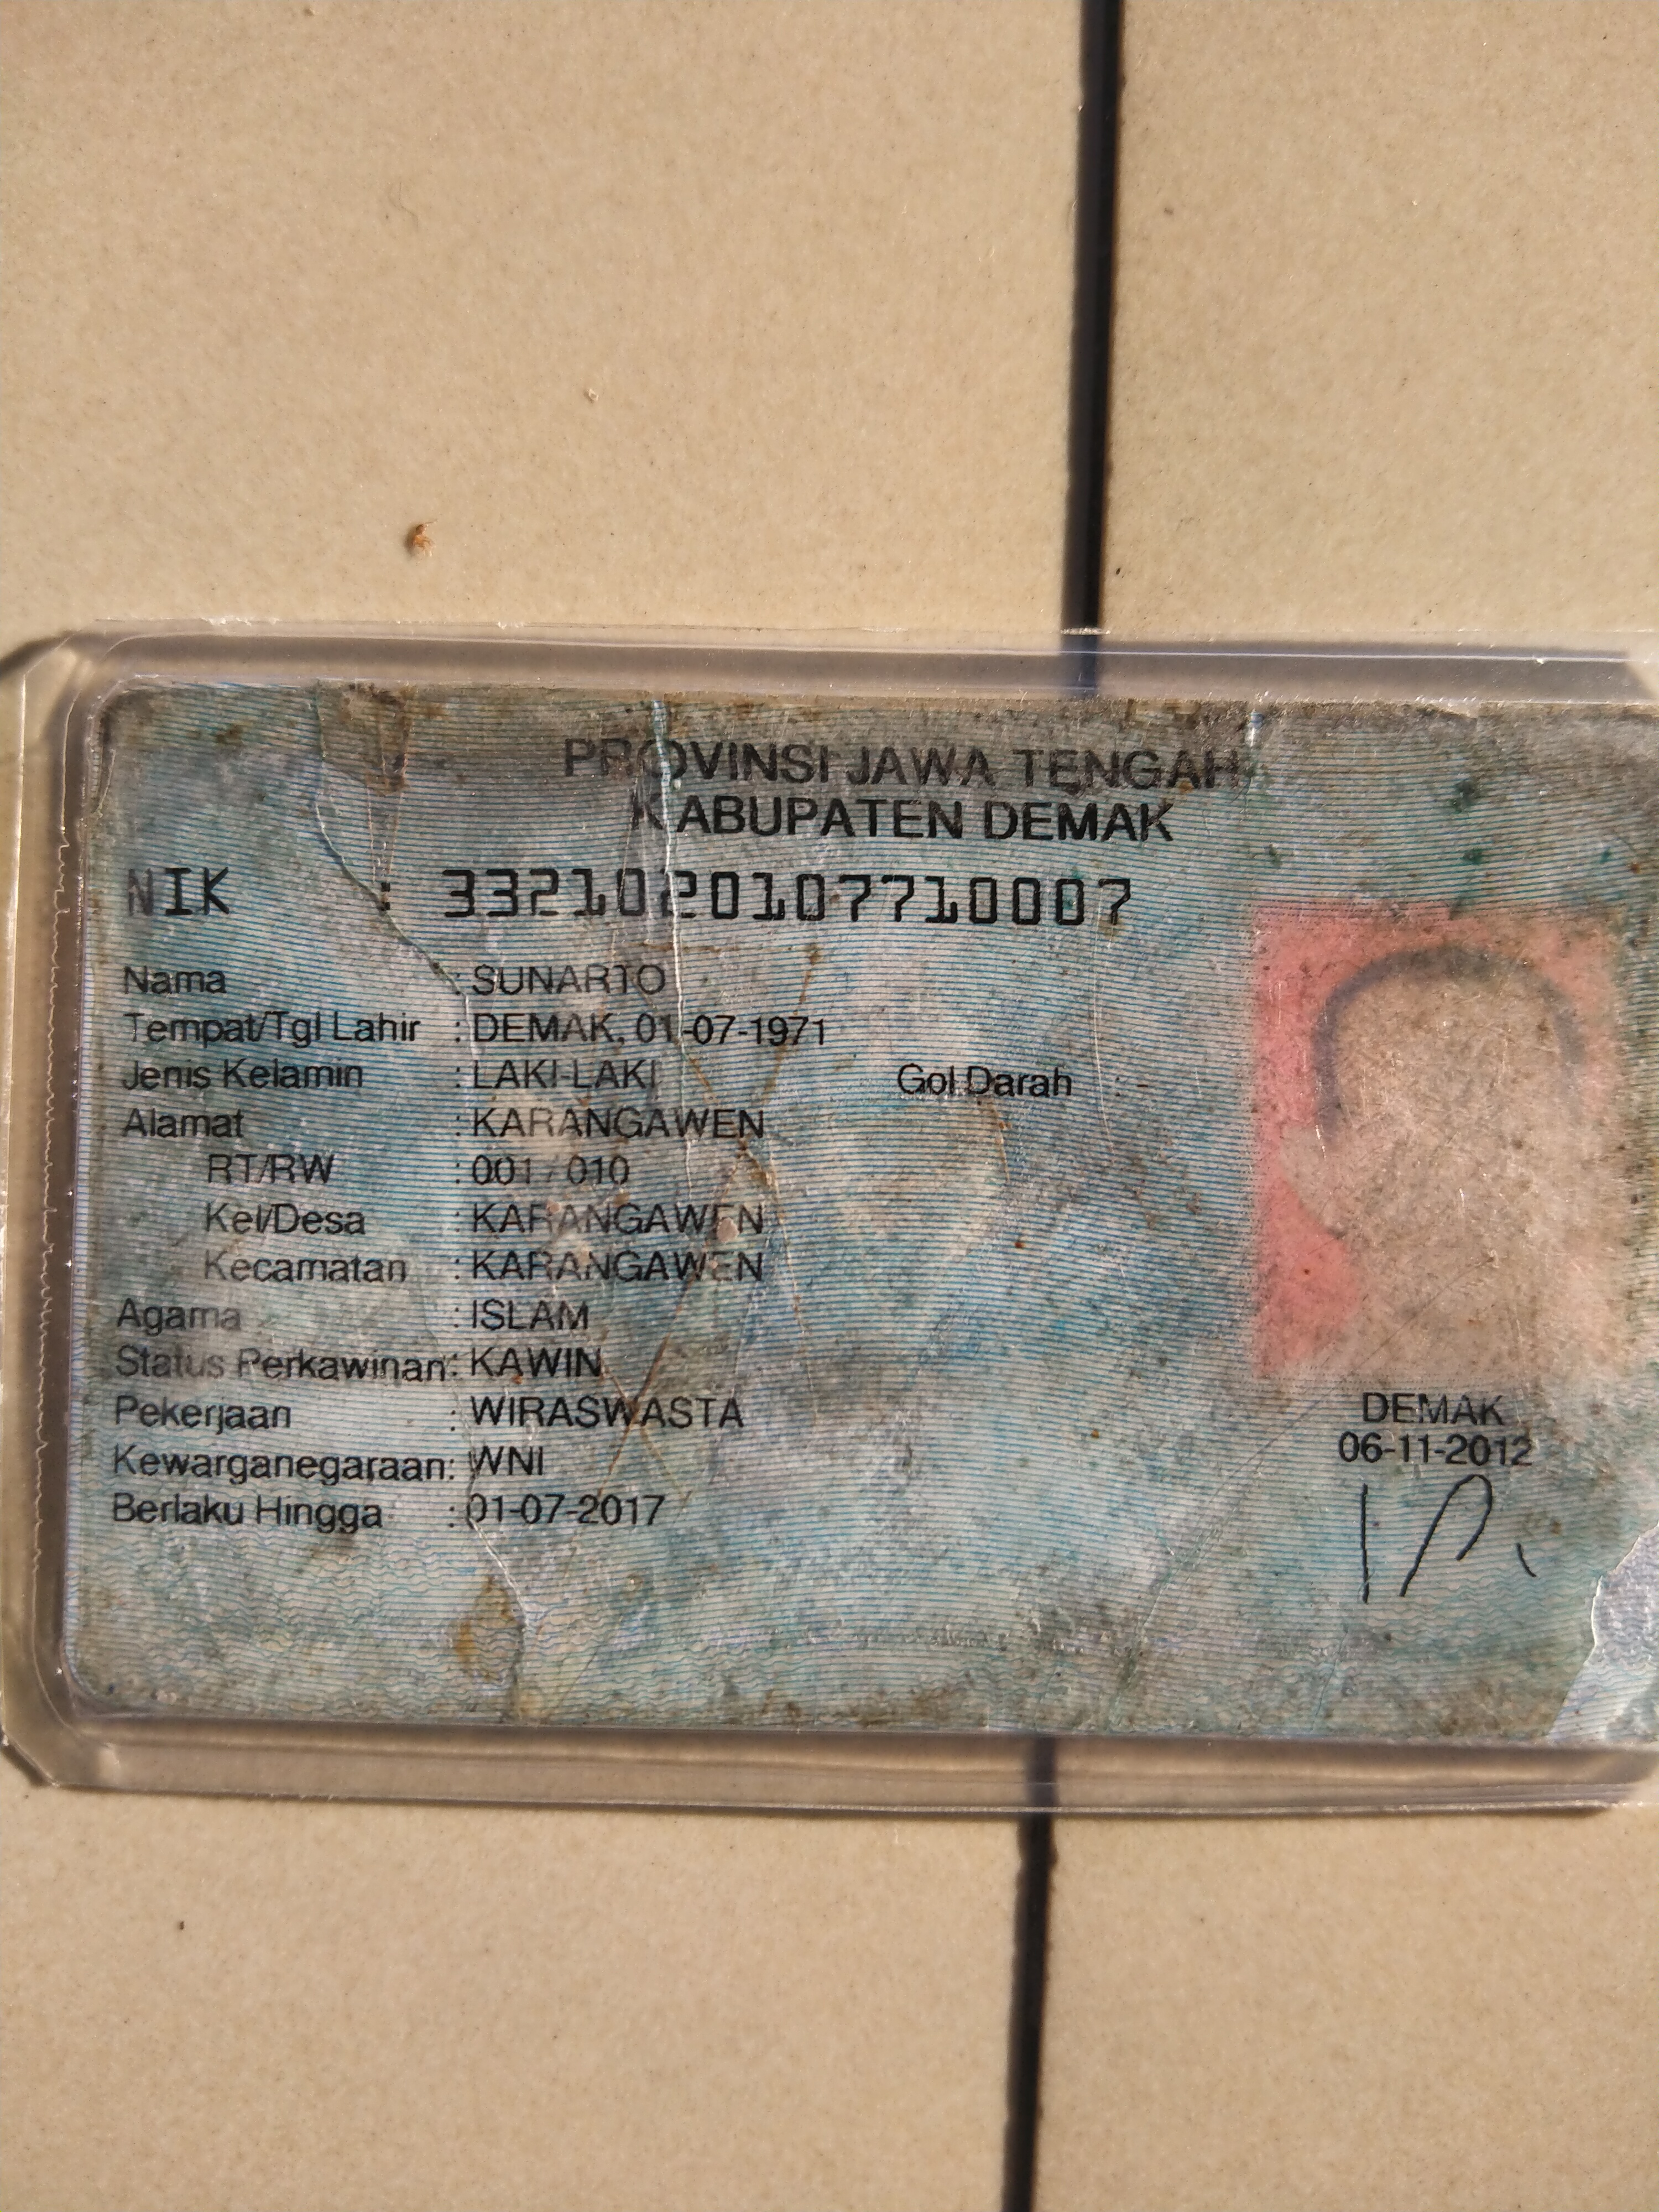 PROVINSI JAWA TENGAH
KABUPATEN DEMAK
NIK : 3321020107710007
Nama : SUNARTO
Tempat/Tgl Lahir : DEMAK, 01-07-1971
Jenis Kelamin : LAKI-LAKI Gol.Darah : -
Alamat : KARANGAWEN
RT/RW : 001 / 010
Kel/Desa : KARANGAWEN
Kecamatan : KARANGAWEN
Agama : ISLAM
Status Perkawinan: KAWIN
Pekerjaan : WIRASWASTA
Kewarganegaraan: WNI
Berlaku Hingga : 01-07-2017
DEMAK
06-11-2012